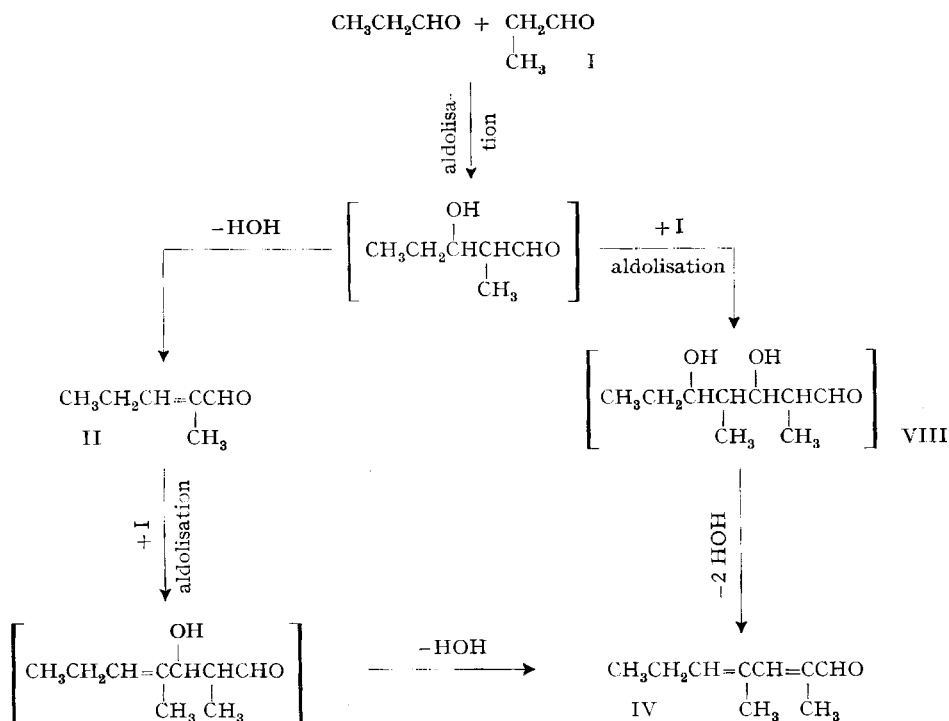 CH₃CH₂CHO + CH₂CHO
CH₃ I
aldolisa-
tion
-HOH
OH
CH₃CH₂CHCHCHO
CH₃
+I
aldolisation
CH₃CH₂CH=CCHO
II CH₃
OH OH
CH₃CH₂CHCHCHCHCHO
CH₃ CH₃ VIII
+I
aldolisation
-2 HOH
OH
CH₃CH₂CH=CCHCHCHO
CH₃ CH₃
-HOH
CH₃CH₂CH=CCH=CCHO
IV CH₃ CH₃